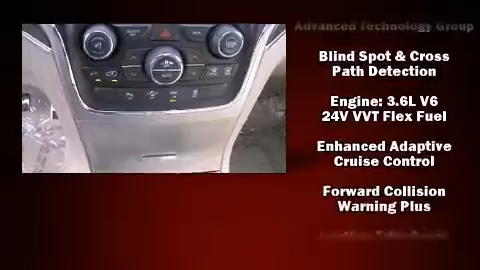 Advanced Technology Group
Blind Spot & Cross
Path Detection
Engine: 3.6L V6
24V VVT Flex Fuel
Enhanced Adaptive
Cruise Control
Forward Collision
Warning Plus